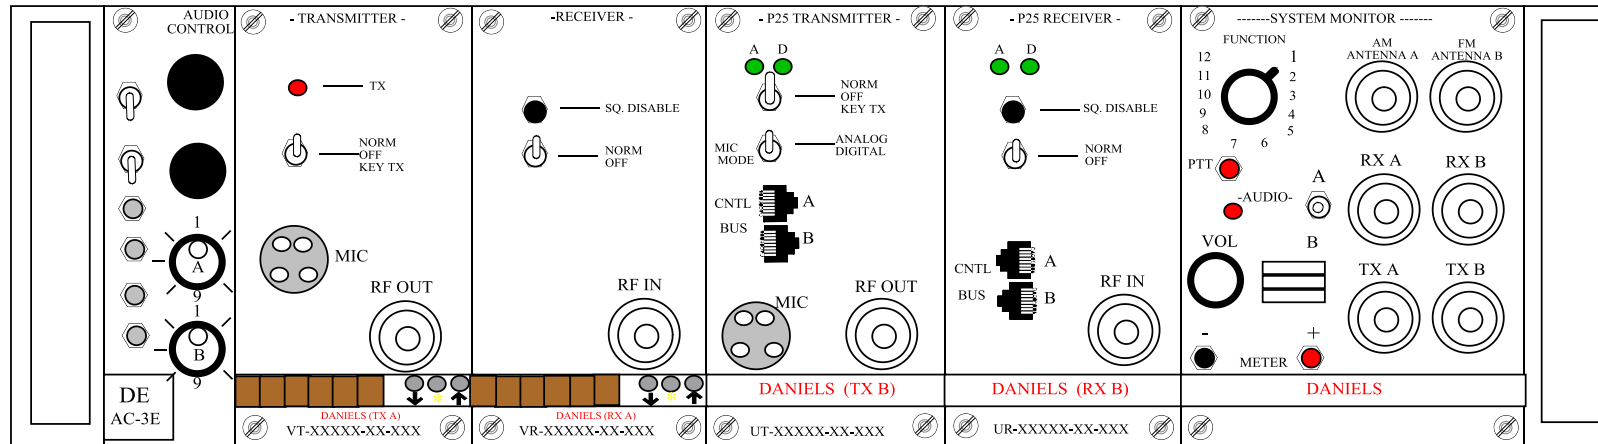 AUDIO
CONTROL
1
A
9
1
B
9
DE
AC-3E
- TRANSMITTER -
TX
NORM
OFF
KEY TX
MIC
RF OUT
*
DANIELS (TX A)
VT-XXXXX-XX-XXX
-RECEIVER-
SQ. DISABLE
NORM
OFF
RF IN
*
DANIELS (RX A)
VR-XXXXX-XX-XXX
- P25 TRANSMITTER -
A D
NORM
OFF
KEY TX
MIC
MODE
ANALOG
DIGITAL
CNTL
BUS
A
B
MIC
RF OUT
DANIELS (TX B)
UT-XXXXX-XX-XXX
- P25 RECEIVER -
A D
SQ. DISABLE
NORM
OFF
CNTL
BUS
A
B
RF IN
DANIELS (RX B)
UR-XXXXX-XX-XXX
-------SYSTEM MONITOR ------
FUNCTION
12
11
10
9
8
7
6
5
4
3
2
1
AM
ANTENNA A
FM
ANTENNA B
PTT
-AUDIO-
A
RX A
RX B
VOL
B
TX A
TX B
-
METER
+
DANIELS